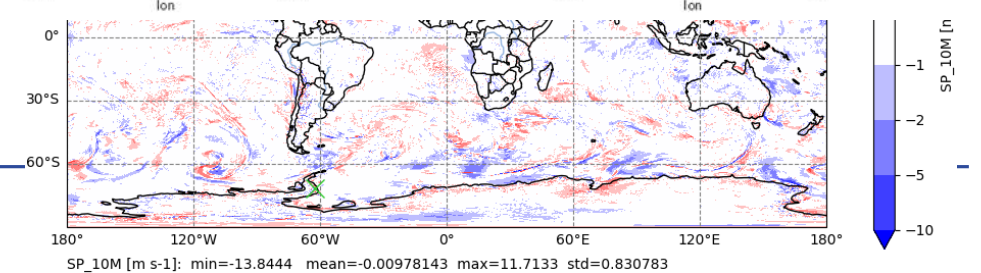 lon lon
0°
30°S
60°S
180° 120°W 60°W 0° 60°E 120°E 180°
SP_10M [m s-1]: min=-13.8444 mean=-0.00978143 max=11.7133 std=0.830783
−1
−2
−5
−10
SP_10M [n